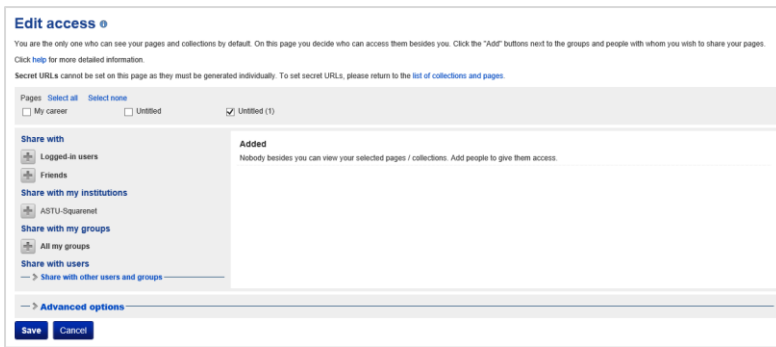 Edit access
You are the only one who can see your pages and collections by default. On this page you decide who can access them besides you. Click the "Add" buttons next to the groups and people with whom you wish to share your pages.
Click help for more detailed information.
Secret URLs cannot be set on this page as they must be generated individually. To set secret URLs, please return to the list of collections and pages.
Pages Select all Select none
My career Untitled Untitled (1)
Share with
Logged-in users
Friends
Share with my institutions
ASTU-Squarenet
Share with my groups
All my groups
Share with users
Share with other users and groups
Added
Nobody besides you can view your selected pages / collections. Add people to give them access.
Advanced options
Save Cancel